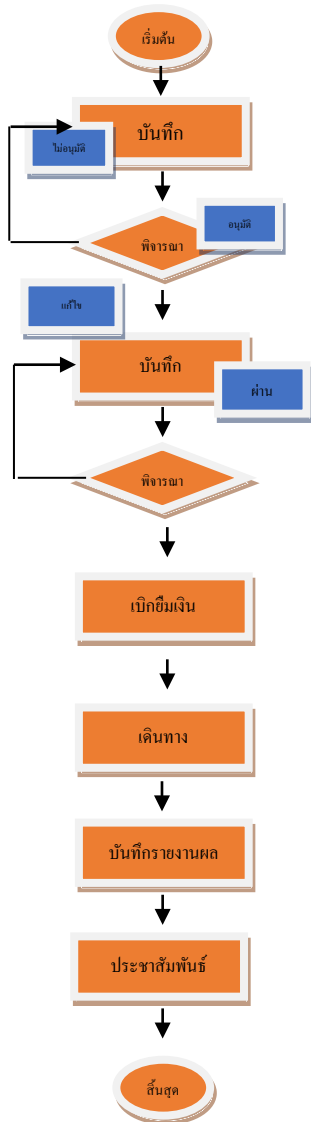 เริ่มต้น
บันทึก
ไม่อนุมัติ
อนุมัติ
พิจารณา
แก้ไข
บันทึก
ผ่าน
พิจารณา
เบิกยืมเงิน
เดินทาง
บันทึกรายงานผล
ประชาสัมพันธ์
สิ้นสุด